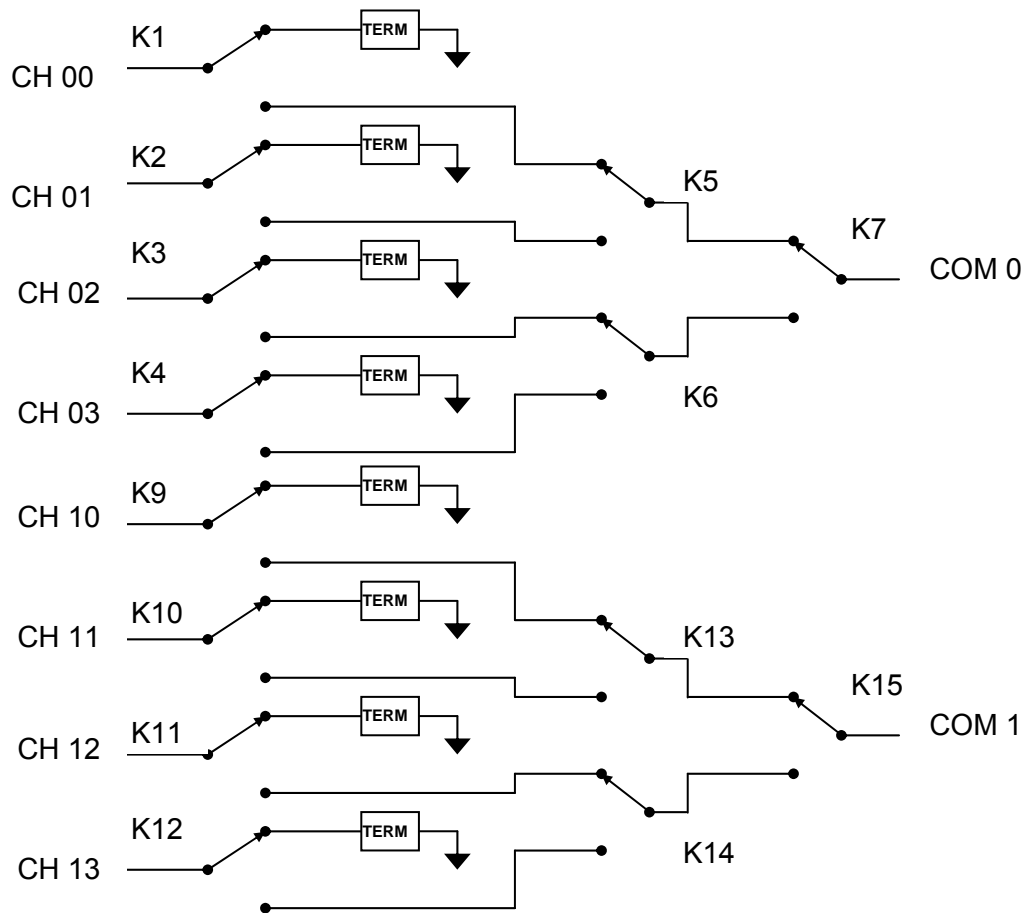 K1
TERM
CH 00
K2
TERM
CH 01
K5
K3
TERM
K7
CH 02
COM 0
K4
TERM
K6
CH 03
K9
TERM
CH 10
K10
TERM
CH 11
K13
K11
TERM
K15
CH 12
COM 1
K12
TERM
K14
CH 13